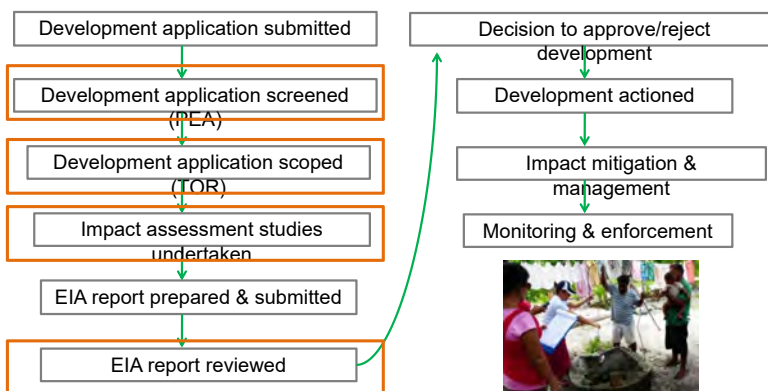 Development application submitted
Development application screened
(PEA)
Development application scoped
(TOR)
Impact assessment studies
undertaken
EIA report prepared & submitted
EIA report reviewed
Decision to approve/reject
development
Development actioned
Impact mitigation &
management
Monitoring & enforcement